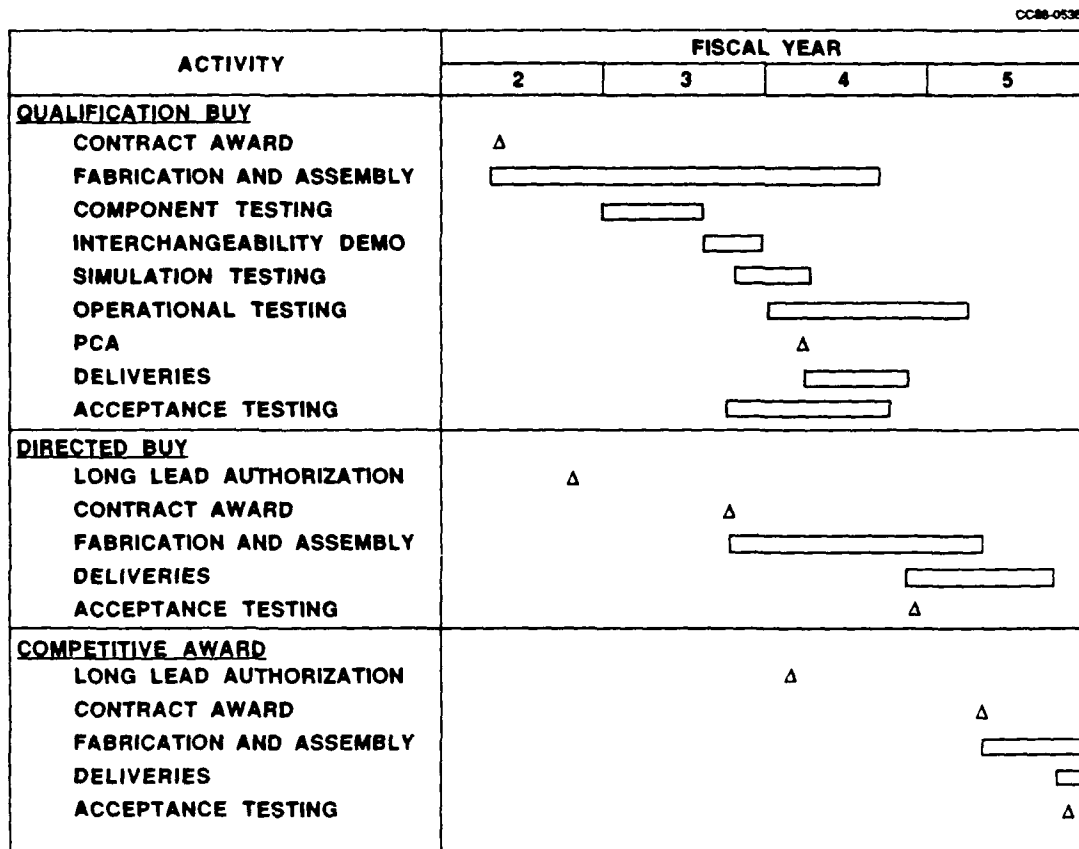 CC88-0536
ACTIVITY
FISCAL YEAR
2 3 4 5
QUALIFICATION BUY
CONTRACT AWARD
FABRICATION AND ASSEMBLY
COMPONENT TESTING
INTERCHANGEABILITY DEMO
SIMULATION TESTING
OPERATIONAL TESTING
PCA
DELIVERIES
ACCEPTANCE TESTING
DIRECTED BUY
LONG LEAD AUTHORIZATION
CONTRACT AWARD
FABRICATION AND ASSEMBLY
DELIVERIES
ACCEPTANCE TESTING
COMPETITIVE AWARD
LONG LEAD AUTHORIZATION
CONTRACT AWARD
FABRICATION AND ASSEMBLY
DELIVERIES
ACCEPTANCE TESTING